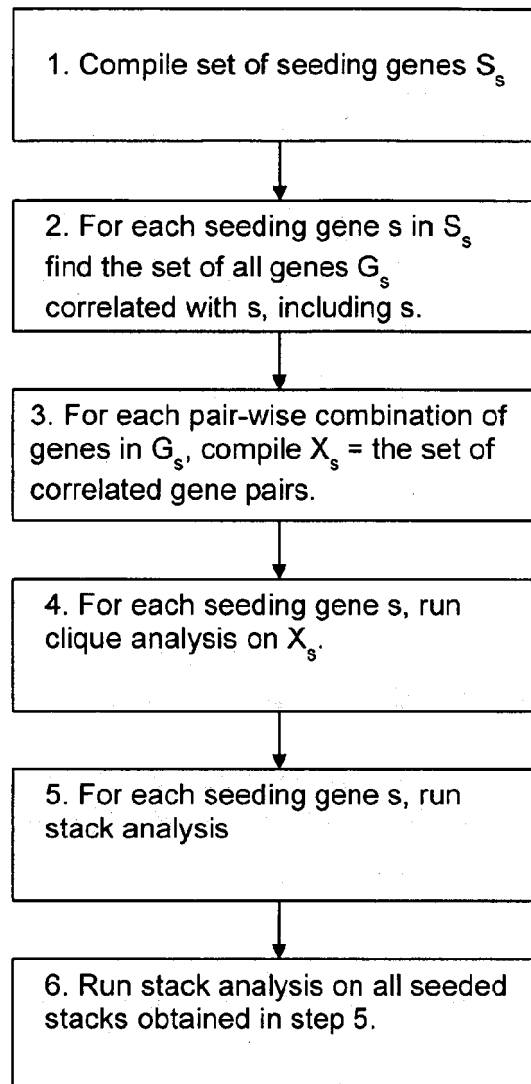 1. Compile set of seeding genes Ss
2. For each seeding gene s in Ss
find the set of all genes Gs
correlated with s, including s.
3. For each pair-wise combination of
genes in Gs, compile Xs = the set of
correlated gene pairs.
4. For each seeding gene s, run
clique analysis on Xs.
5. For each seeding gene s, run
stack analysis
6. Run stack analysis on all seeded
stacks obtained in step 5.